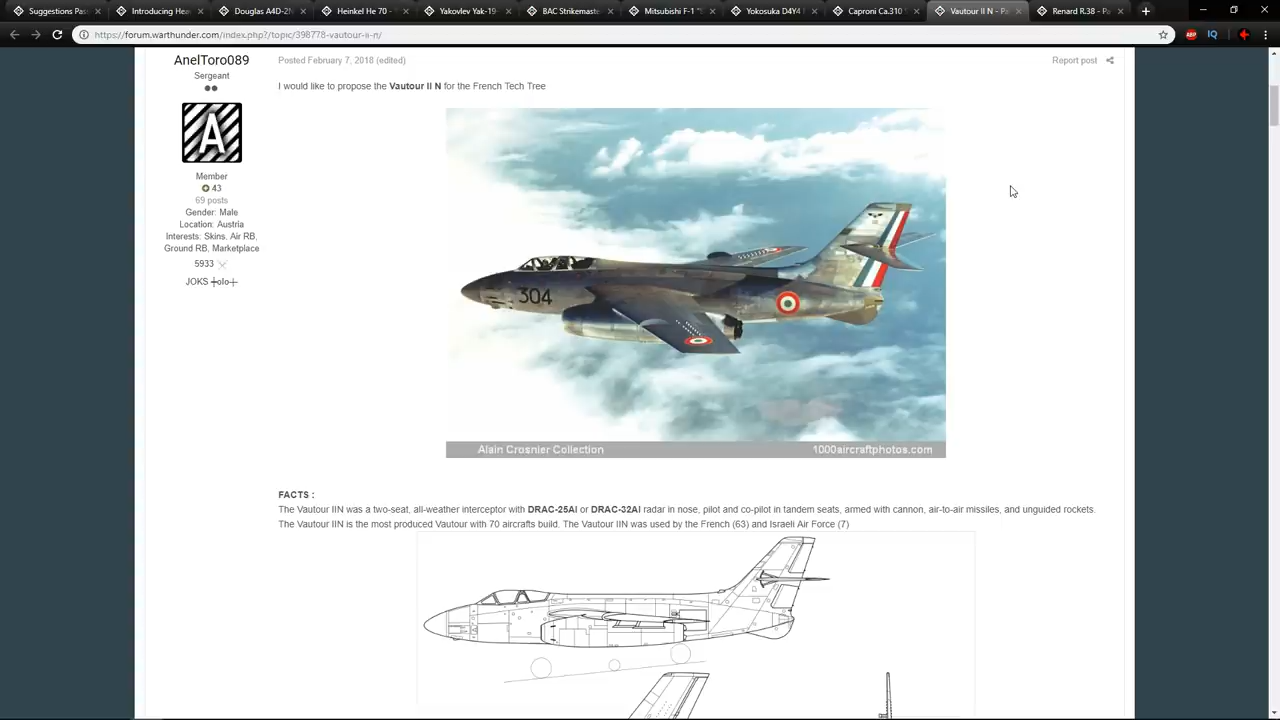 Suggestions Pass
Introducing Hea
Douglas A4D-2N
Heinkel He 70 -
Yakovlev Yak-19
BAC Strikemaste
Mitsubishi F-1 "
Yokosuka D4Y4
Caproni Ca.310
Vautour II N - Pa
Renard R.38 - Pa
https://forum.warthunder.com/index.php?/topic/398778-vautour-ii-n/
AnelToro089
Sergeant
A
Member
43
69 posts
Gender: Male
Location: Austria
Interests: Skins, Air RB,
Ground RB, Marketplace
5933
Posted February 7, 2018 (edited)
Report post
I would like to propose the Vautour II N for the French Tech Tree
304
Alain Crosnier Collection
1000aircraftphotos.com
FACTS :
The Vautour IIN was a two-seat, all-weather interceptor with DRAC-25AI or DRAC-32AI radar in nose, pilot and co-pilot in tandem seats, armed with cannon, air-to-air missiles, and unguided rockets.
The Vautour IIN is the most produced Vautour with 70 aircrafts build. The Vautour IIN was used by the French (63) and Israeli Air Force (7)